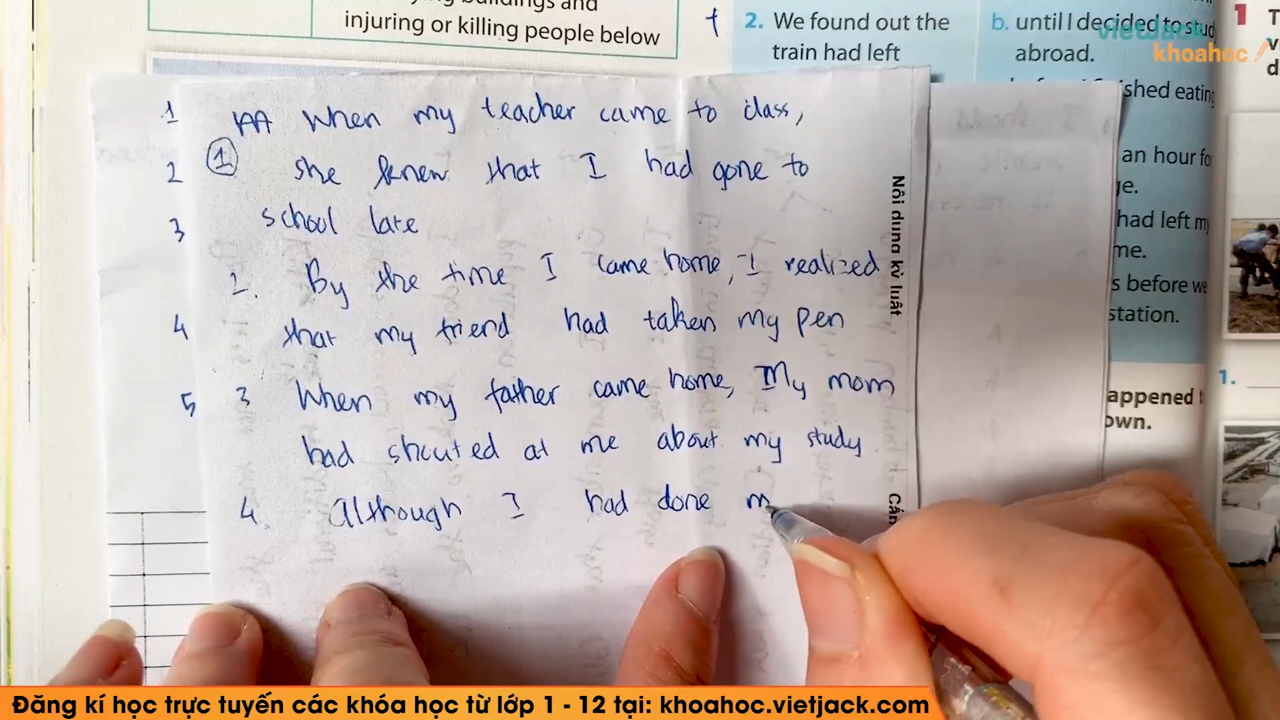 injuring or killing people below
2. We found out the
train had left
b. until I decided to stud
abroad.
vietjack
khoahoc
shed eating
an hour fo
had left my
me.
s before we
station.
appened t
own.
1
1.
1 When my teacher came to class,
2 1 she knew that I had gone to
3 school late
2. By the time I came home, I realized
4 that my friend had taken my pen
5 3 When my father came home, My mom
had shouted at me about my study
4. Although I had done m
Nôi dung kỷ luật
Đăng kí học trực tuyến các khóa học từ lớp 1 - 12 tại: khoahoc.vietjack.com